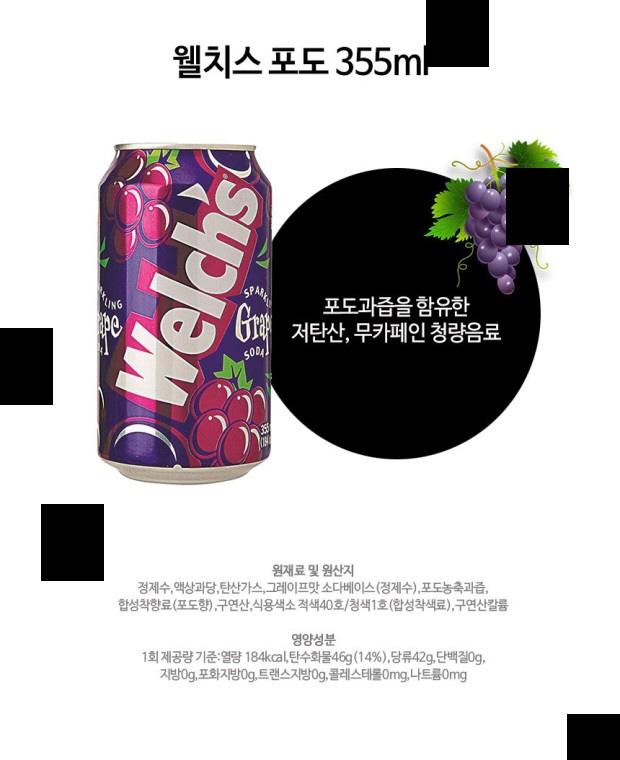 웰치스 포도 355ml
Welch's
SPARKLING
Grape
SODA
포도과즙을 함유한
저탄산, 무카페인 청량음료
원재료 및 원산지
정제수,액상과당,탄산가스,그레이프맛 소다베이스(정제수),포도농축과즙,
합성착향료(포도향),구연산,식용색소 적색40호/청색1호(합성착색료),구연산칼륨
영양성분
1회 제공량 기준:열량 184kcal,탄수화물46g(14%),당류42g,단백질0g,
지방0g,포화지방0g,트랜스지방0g,콜레스테롤0mg,나트륨0mg